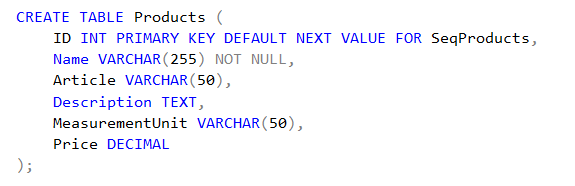 CREATE TABLE Products (
ID INT PRIMARY KEY DEFAULT NEXT VALUE FOR SeqProducts,
Name VARCHAR(255) NOT NULL,
Article VARCHAR(50),
Description TEXT,
MeasurementUnit VARCHAR(50),
Price DECIMAL
);